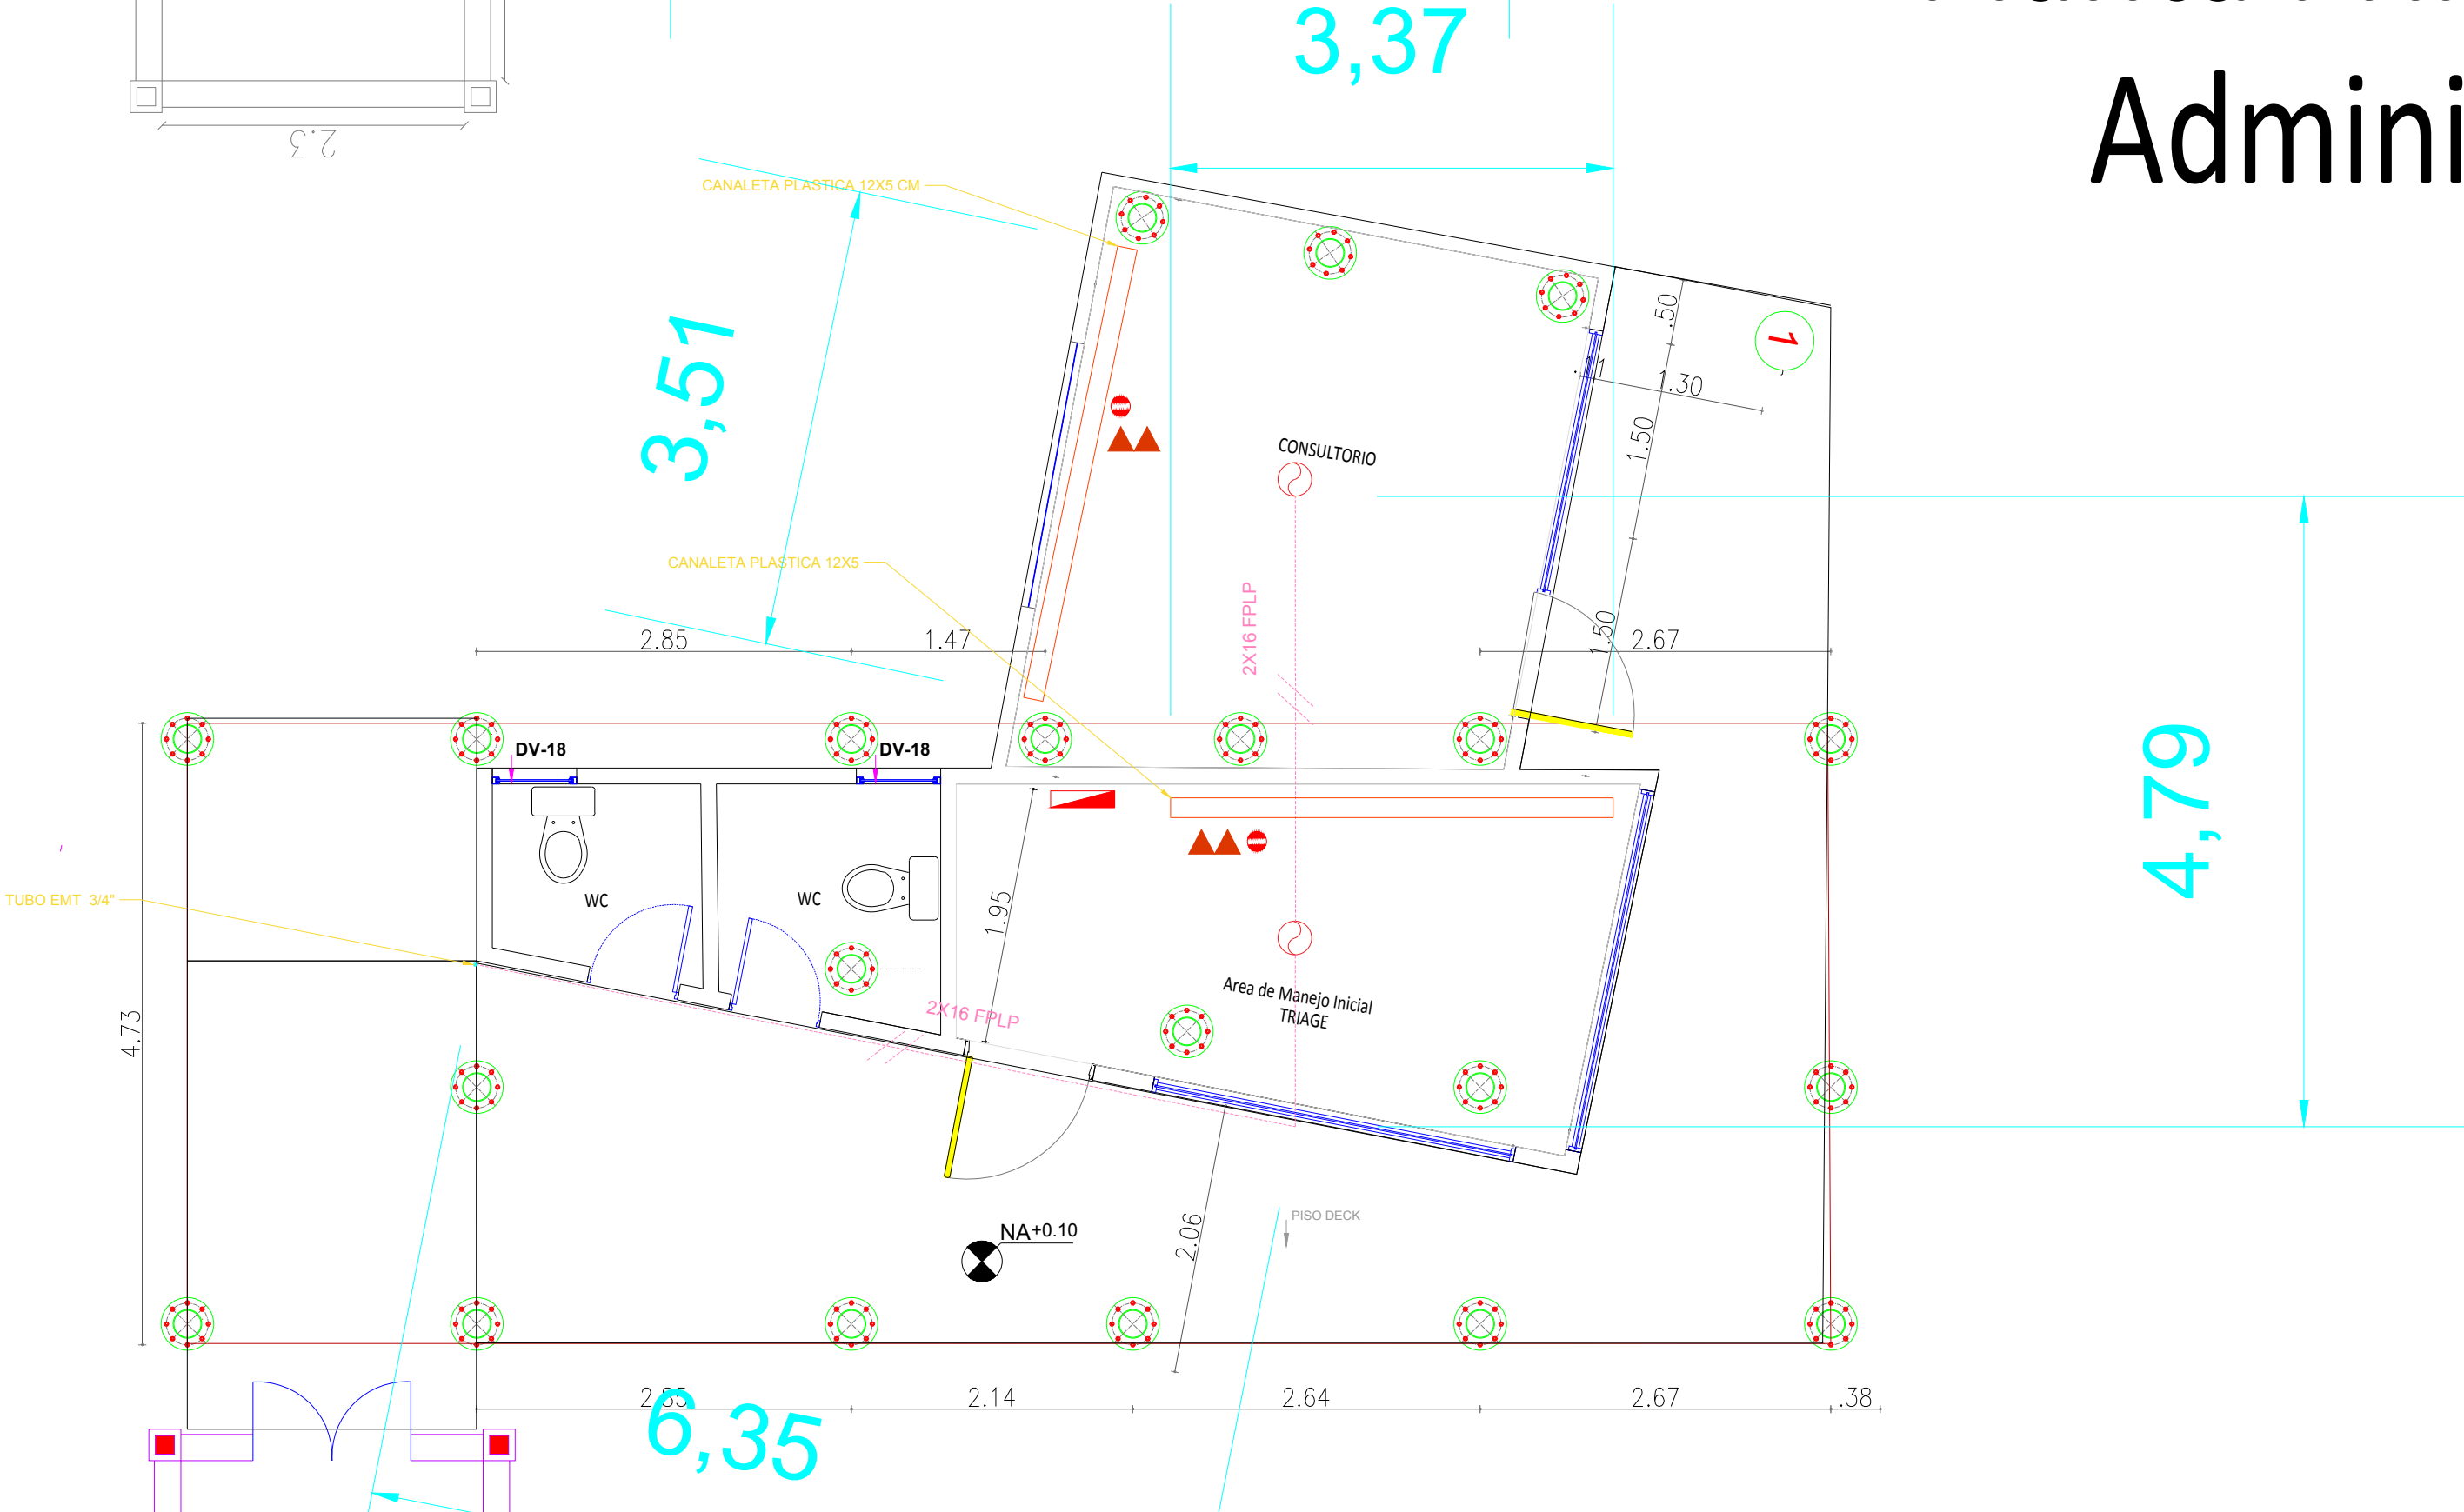 3,37
Admini
2.3
CANALETA PLASTICA 12X5 CM
.50
1
.11
1.30
3,51
1.50
CONSULTORIO
CANALETA PLASTICA 12X5
2X16 FPLP
2.85
1.47
1.50
2.67
DV-18
DV-18
4,79
TUBO EMT 3/4"
WC
WC
1.95
2X16 FPLP
Area de Manejo Inicial
TRIAGE
4.73
NA+0.10
2.06
PISO DECK
2.85
2.14
2.64
2.67
.38
6,35